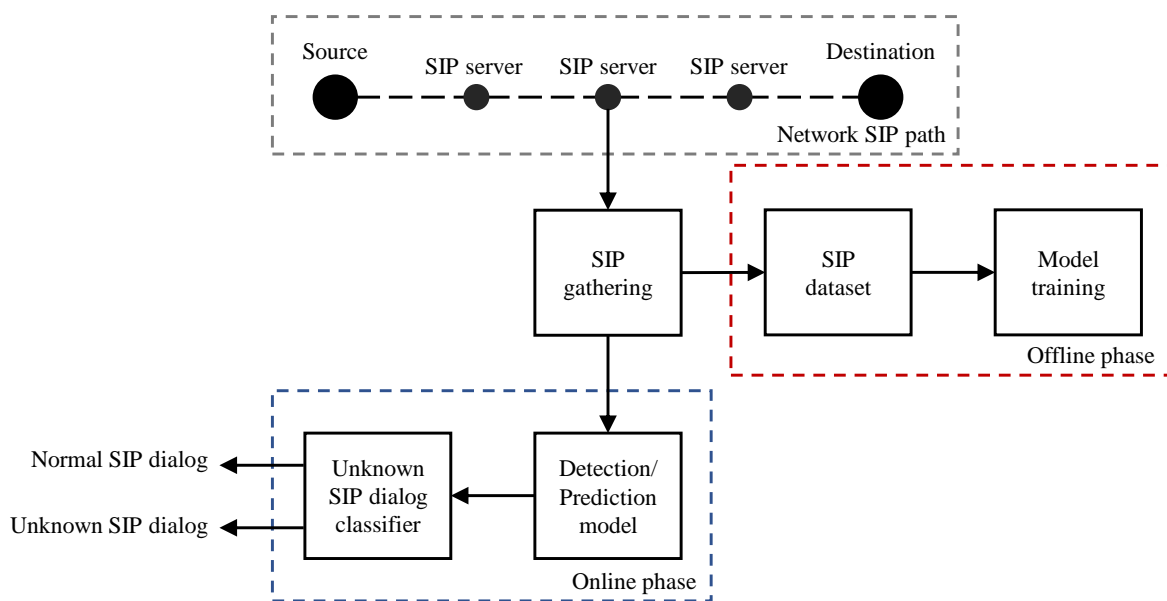 Source
Destination
SIP server
SIP server
SIP server
Network SIP path
SIP
gathering
SIP
dataset
Model
training
Offline phase
Normal SIP dialog
Unknown SIP dialog
Unknown
SIP dialog
classifier
Detection/
Prediction
model
Online phase